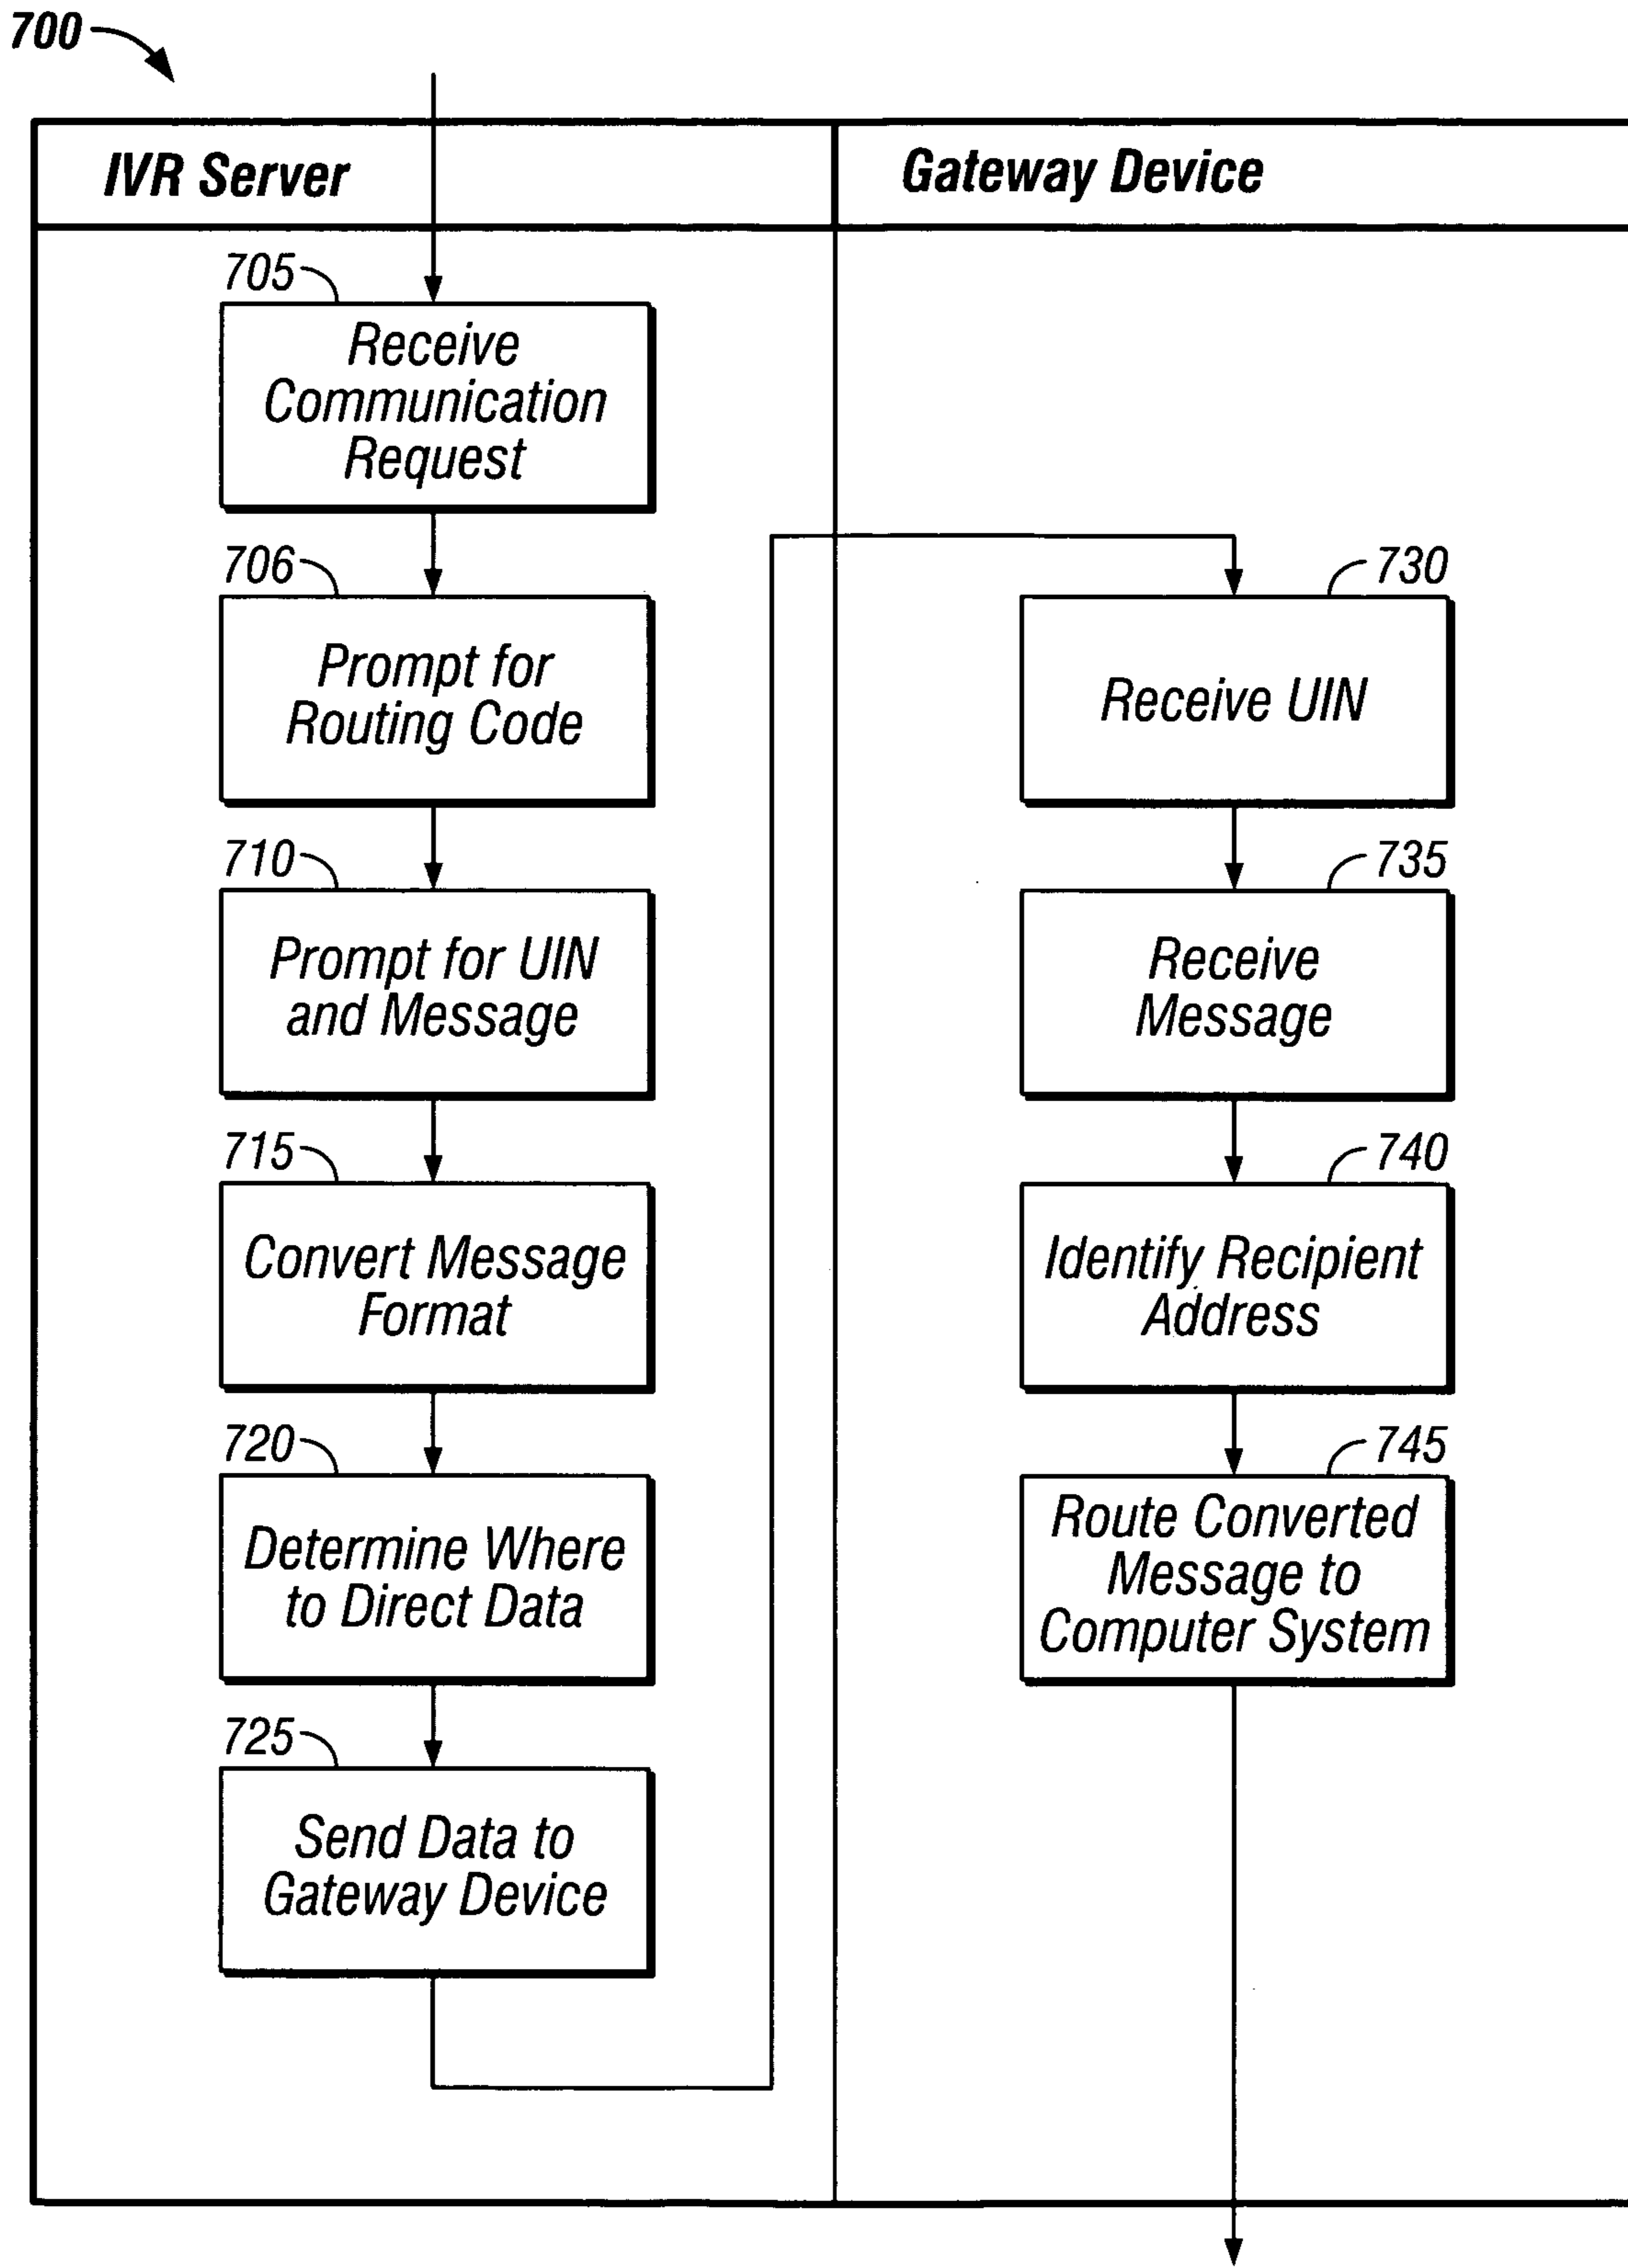 700
IVR Server
Gateway Device
705
Receive
Communication
Request
706
Prompt for
Routing Code
710
Prompt for UIN
and Message
715
Convert Message
Format
720
Determine Where
to Direct Data
725
Send Data to
Gateway Device
730
Receive UIN
735
Receive
Message
740
Identify Recipient
Address
745
Route Converted
Message to
Computer System